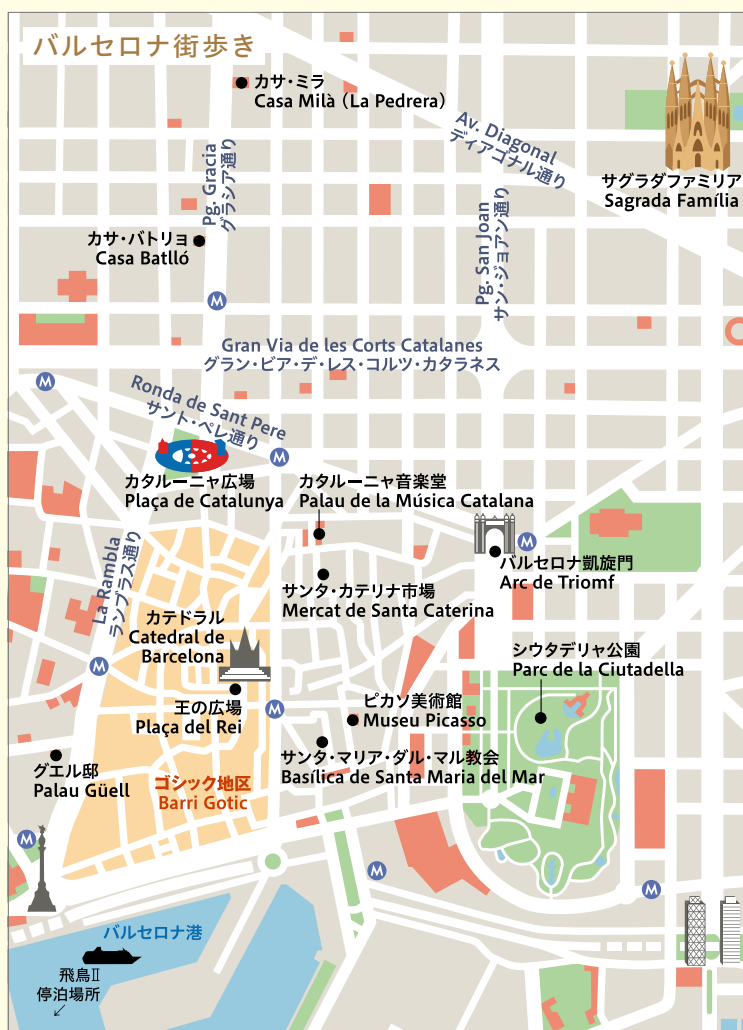 バルセロナ街歩き
カサ・ミラ
Casa Milà (La Pedrera)
Av. Diagonal
ディアゴナル通り
Pg. Gracia
グラシア通り
サグラダファミリア
Sagrada Família
Pg. San Joan
サン・ジョアン通り
カサ・バトリョ
Casa Batlló
M
Gran Via de les Corts Catalanes
グラン・ビア・デ・レス・コルツ・カタラネス
M
Ronda de Sant Pere
サント・ペレ通り
M
カタルーニャ広場
Plaça de Catalunya
カタルーニャ音楽堂
Palau de la Música Catalana
La Rambla
ランブラス通り
M
バルセロナ凱旋門
Arc de Triomf
サンタ・カテリナ市場
Mercat de Santa Caterina
カテドラル
Catedral de
Barcelona
シウタデリャ公園
Parc de la Ciutadella
M
王の広場
Plaça del Rei
M
ピカソ美術館
Museu Picasso
グエル邸
Palau Güell
サンタ・マリア・ダル・マル教会
Basílica de Santa Maria del Mar
ゴシック地区
Barri Gotic
M
M
M
バルセロナ港
飛鳥Ⅱ
停泊場所